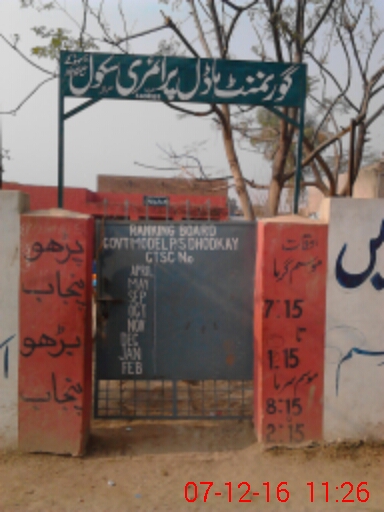 گورنمنٹ ماڈل پرائمری سکول
RANKING BOARD
GOVT MODEL P.S DHODKAY
CTSC No
APRIL
MAY
SEP
OCT
NOV
DEC
JAN
FEB
پڑھو
پنجاب
بڑھو
پنجاب
اوقات
موسم گرما
7:15
تا
1:15
موسم سرما
8:15
2:15
07-12-16 11:26